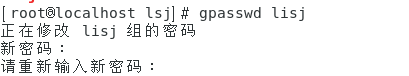 [root@localhost lsj]# gpasswd lisj
正在修改 lisj 组的密码
新密码：
请重新输入新密码：